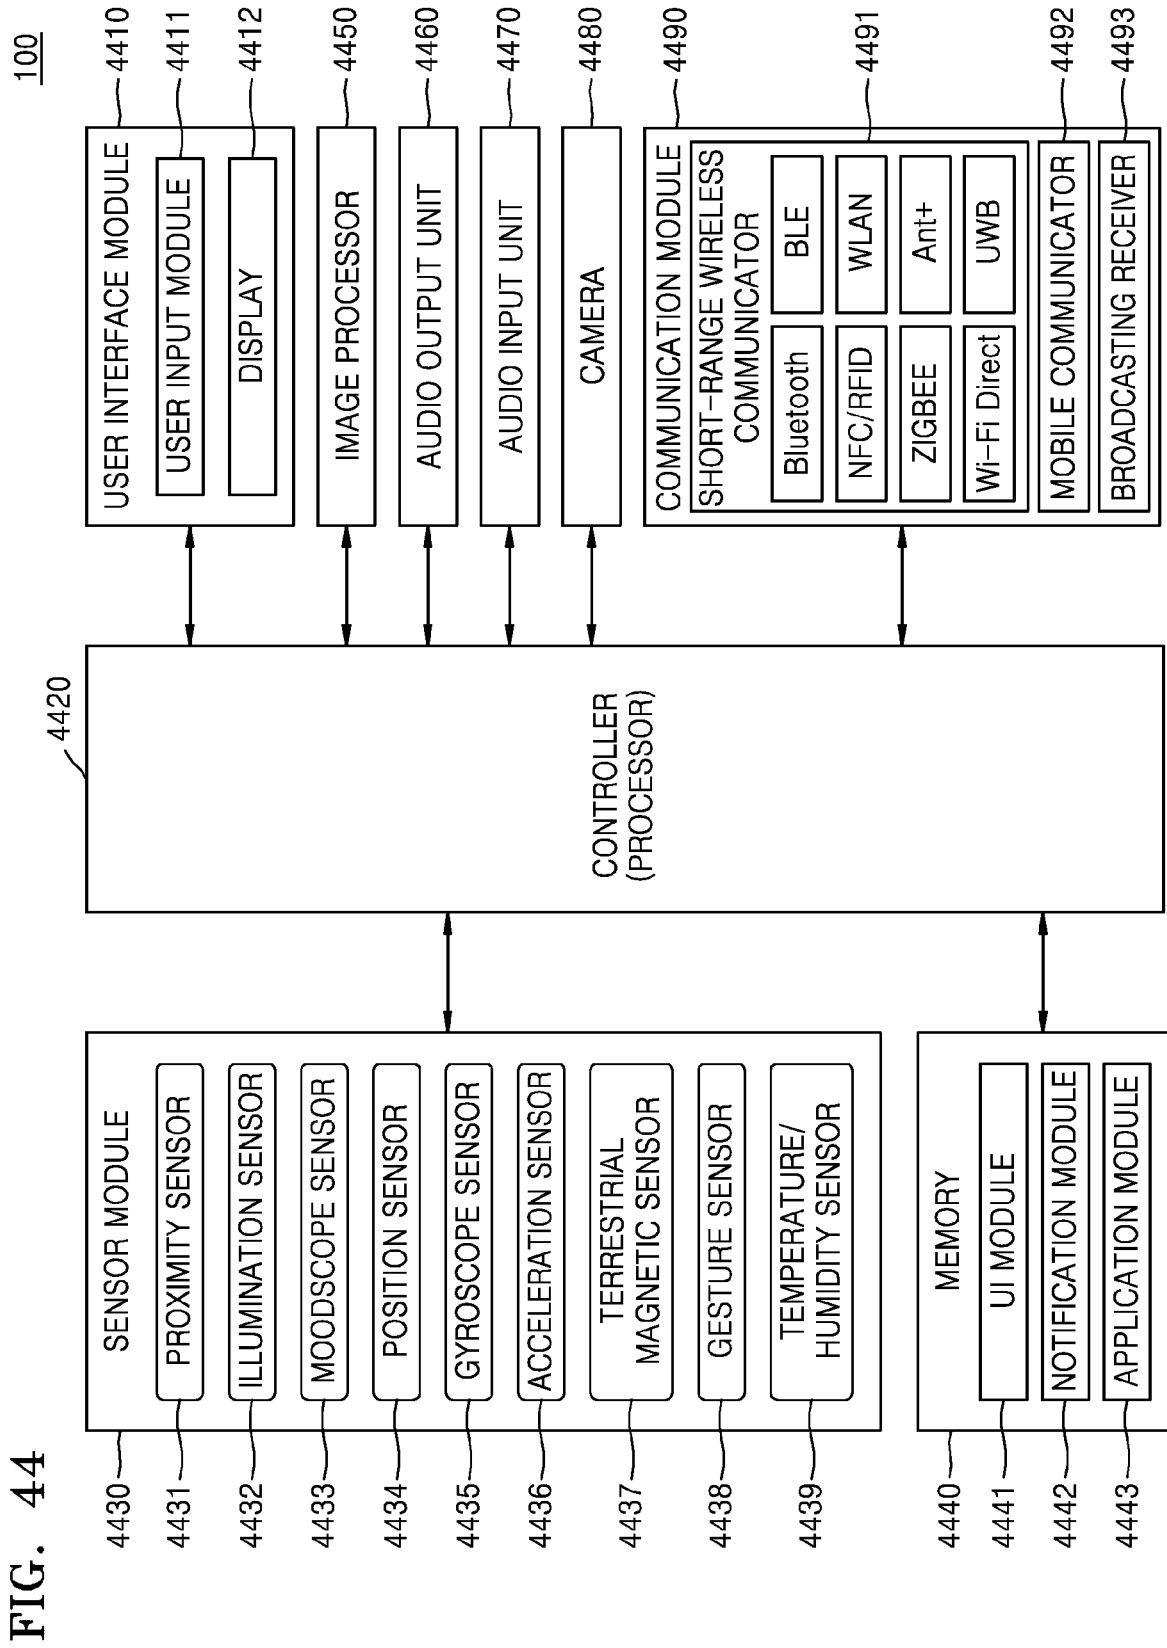 FIG. 44
100
4430
SENSOR MODULE
4431
PROXIMITY SENSOR
4432
ILLUMINATION SENSOR
4433
MOODSCOPE SENSOR
4434
POSITION SENSOR
4435
GYROSCOPE SENSOR
4436
ACCELERATION SENSOR
4437
TERRESTRIAL
MAGNETIC SENSOR
4438
GESTURE SENSOR
4439
TEMPERATURE/
HUMIDITY SENSOR
4440
MEMORY
4441
UI MODULE
4442
NOTIFICATION MODULE
4443
APPLICATION MODULE
4420
CONTROLLER
(PROCESSOR)
USER INTERFACE MODULE
4410
USER INPUT MODULE
4411
DISPLAY
4412
IMAGE PROCESSOR
4450
AUDIO OUTPUT UNIT
4460
AUDIO INPUT UNIT
4470
CAMERA
4480
COMMUNICATION MODULE
4490
SHORT-RANGE WIRELESS
COMMUNICATOR
4491
Bluetooth
BLE
NFC/RFID
WLAN
ZIGBEE
Ant+
Wi-Fi Direct
UWB
MOBILE COMMUNICATOR
4492
BROADCASTING RECEIVER
4493